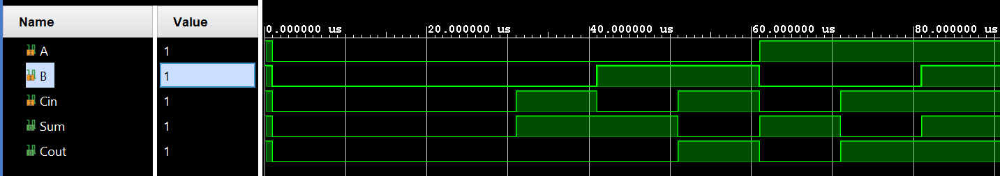 Name Value
0.000000 us 20.000000 us 40.000000 us 60.000000 us 80.000000 us
A 1
B 1
Cin 1
Sum 1
Cout 1